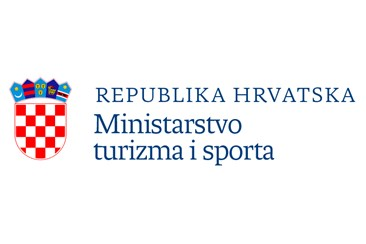 REPUBLIKA HRVATSKA
Ministarstvo
turizma i sporta